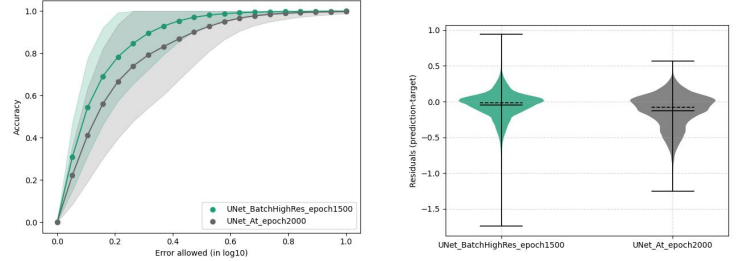 1.0
0.8
0.6
0.4
0.2
0.0
Accuracy
0.0 0.2 0.4 0.6 0.8 1.0
Error allowed (in log10)
UNet_BatchHighRes_epoch1500
UNet_At_epoch2000
1.0
0.5
0.0
−0.5
−1.0
−1.5
Residuals (prediction-target)
UNet_BatchHighRes_epoch1500 UNet_At_epoch2000